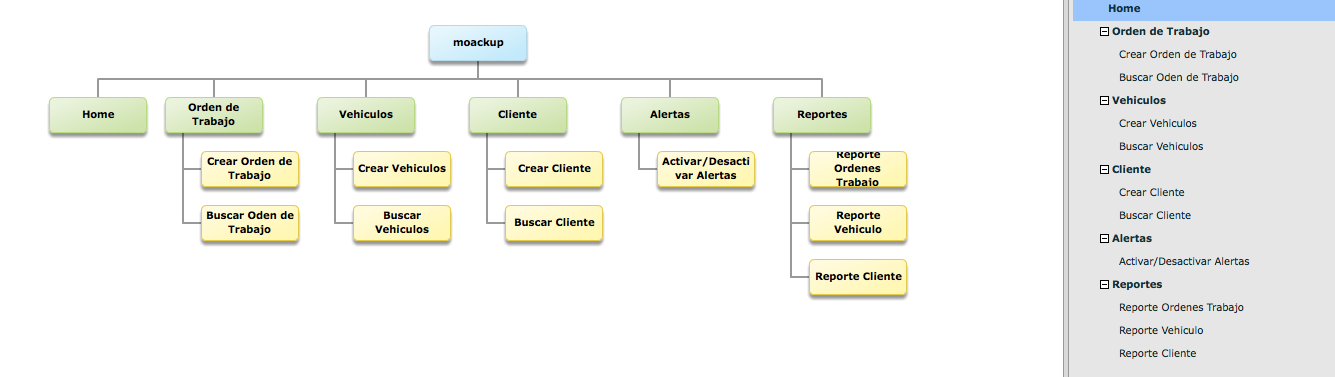 moackup
Home
Orden de
Trabajo
Vehiculos
Cliente
Alertas
Reportes
Crear Orden de
Trabajo
Buscar Oden de
Trabajo
Crear Vehiculos
Buscar
Vehiculos
Crear Cliente
Buscar Cliente
Activar/Desacti
var Alertas
Reporte
Ordenes
Trabajo
Reporte
Vehiculo
Reporte Cliente
Home
Orden de Trabajo
Crear Orden de Trabajo
Buscar Oden de Trabajo
Vehiculos
Crear Vehiculos
Buscar Vehiculos
Cliente
Crear Cliente
Buscar Cliente
Alertas
Activar/Desactivar Alertas
Reportes
Reporte Ordenes Trabajo
Reporte Vehiculo
Reporte Cliente